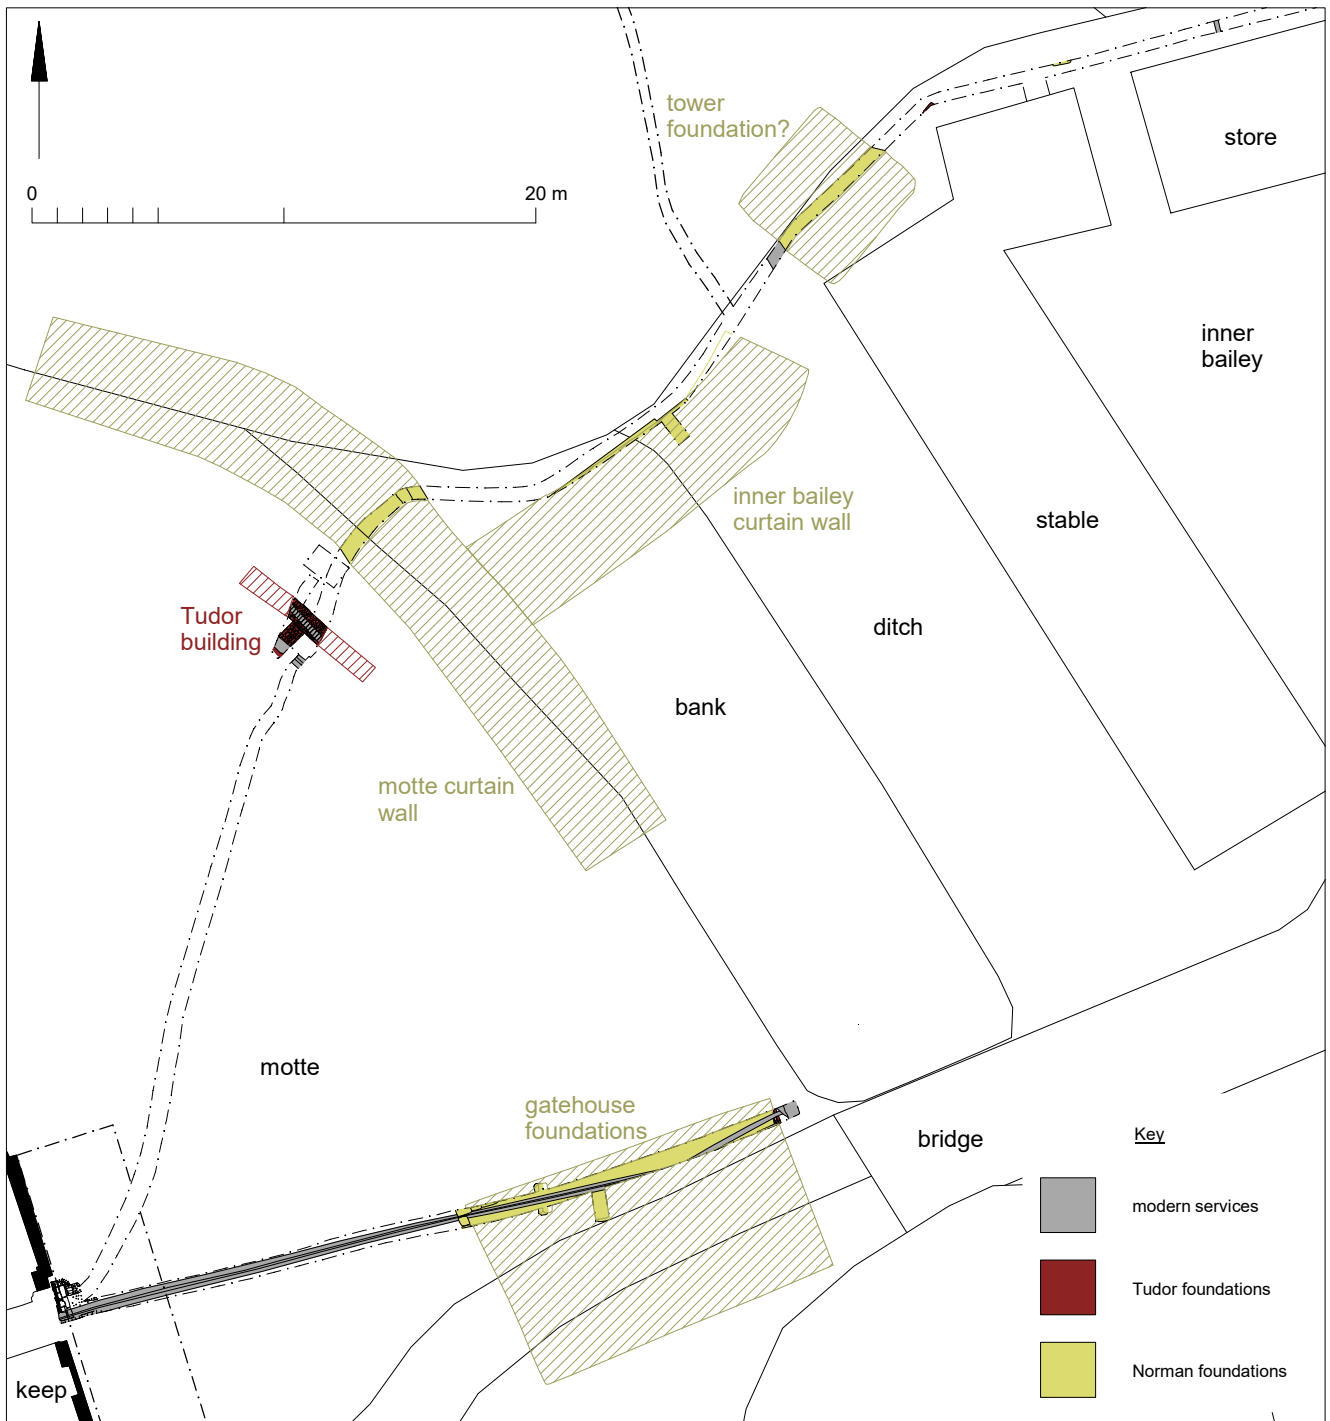 tower
foundation?
store
0
20 m
inner
bailey
inner bailey
curtain wall
stable
Tudor
building
ditch
bank
motte curtain
wall
motte
gatehouse
foundations
bridge
Key
modern services
Tudor foundations
Norman foundations
keep